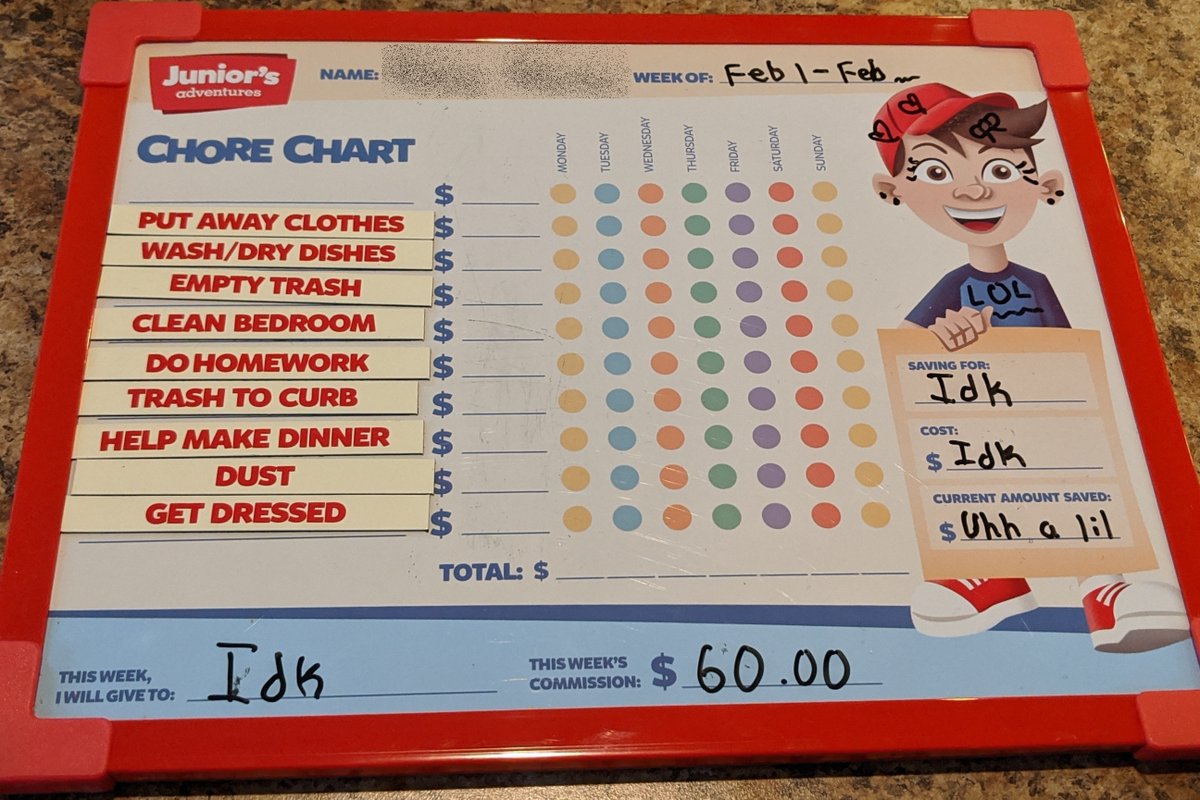 Junior's
adventures
NAME:
WEEK OF: Feb 1 - Feb
CHORE CHART
MONDAY TUESDAY WEDNESDAY THURSDAY FRIDAY SATURDAY SUNDAY
$
PUT AWAY CLOTHES $
WASH/DRY DISHES $
EMPTY TRASH $
CLEAN BEDROOM $
DO HOMEWORK $
TRASH TO CURB $
HELP MAKE DINNER $
DUST $
GET DRESSED $
TOTAL: $
LOL
SAVING FOR:
Idk
COST:
$ Idk
CURRENT AMOUNT SAVED:
$ Uhh a lil
THIS WEEK,
I WILL GIVE TO: Idk
THIS WEEK'S
COMMISSION: $ 60.00